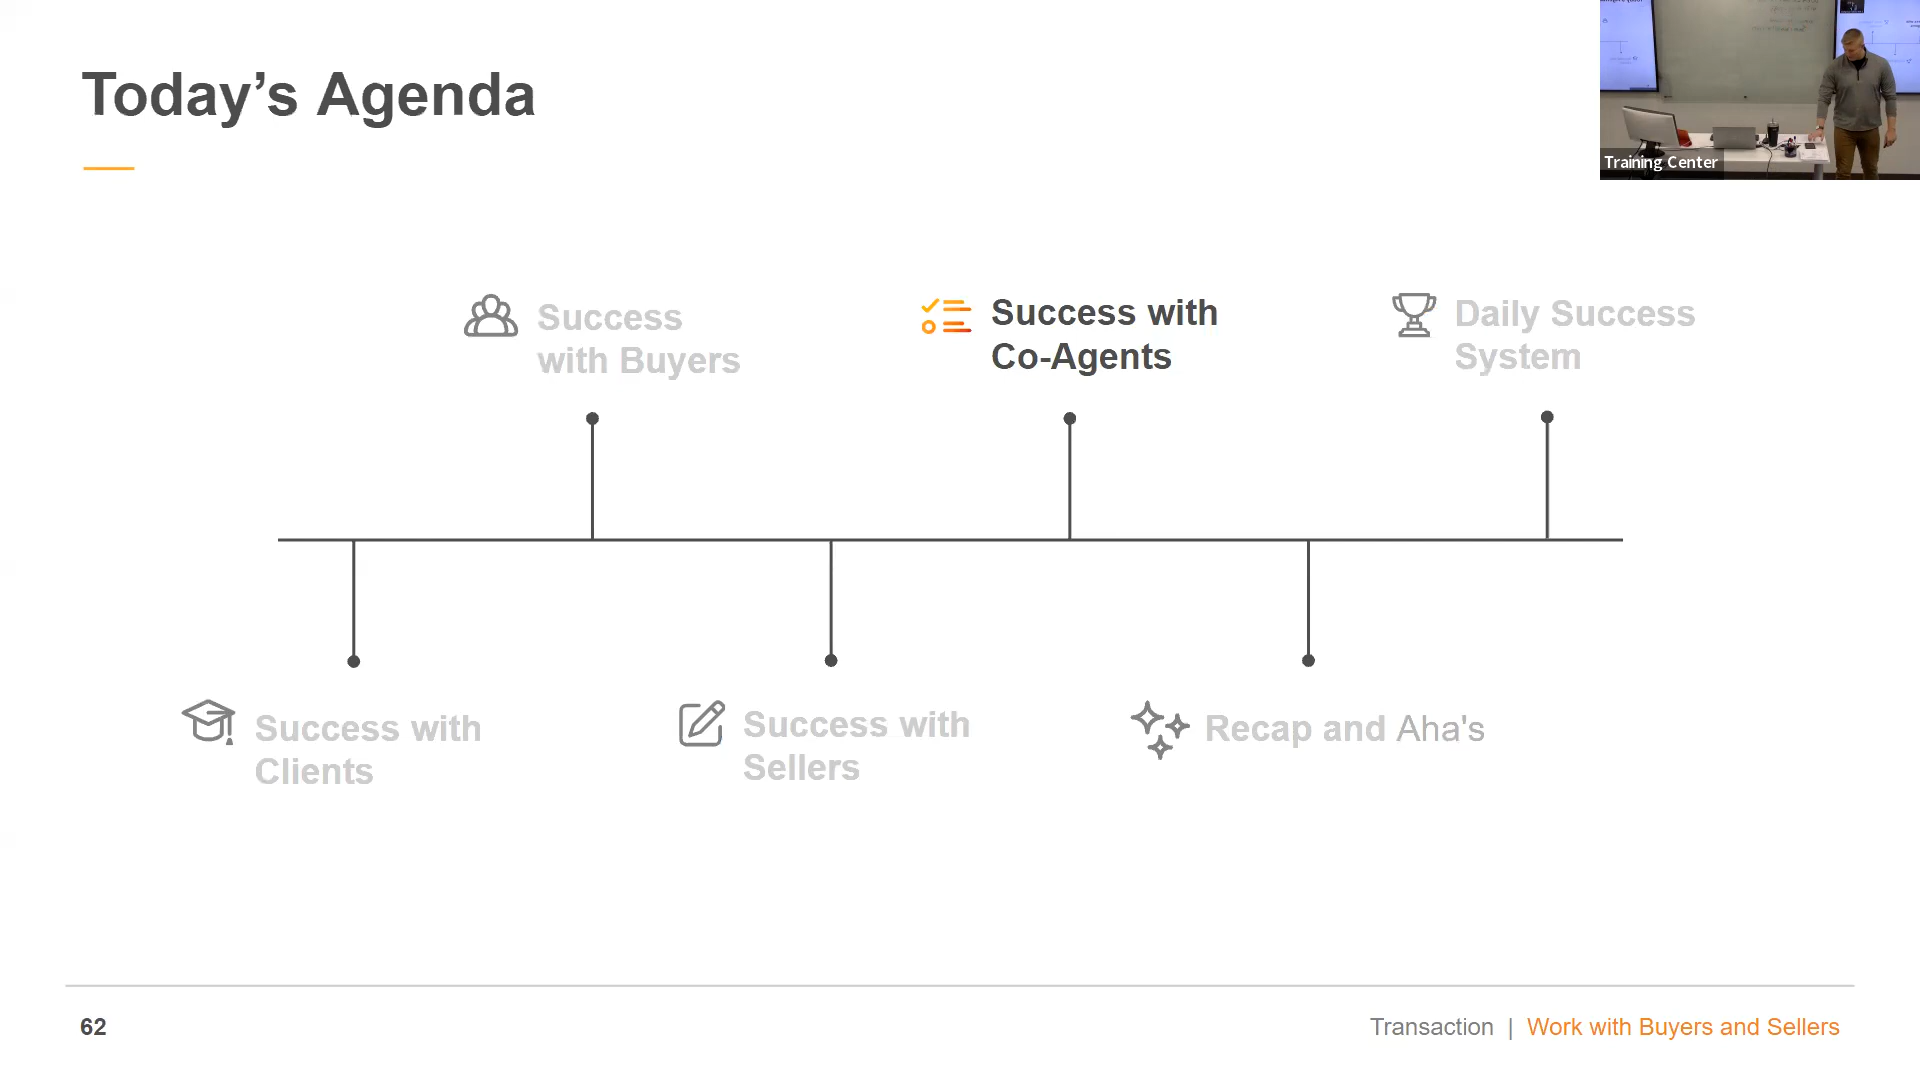 Today’s Agenda
Training Center
Success
with Buyers
Success with
Co-Agents
Daily Success
System
Success with
Clients
Success with
Sellers
Recap and Aha's
62
Transaction | Work with Buyers and Sellers